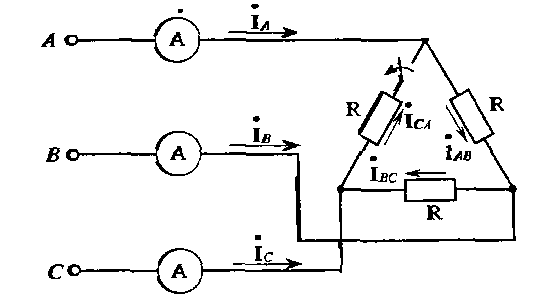 A A İ_A
R İ_CA R İ_AB
B A İ_B
İ_BC
R
C A İ_C